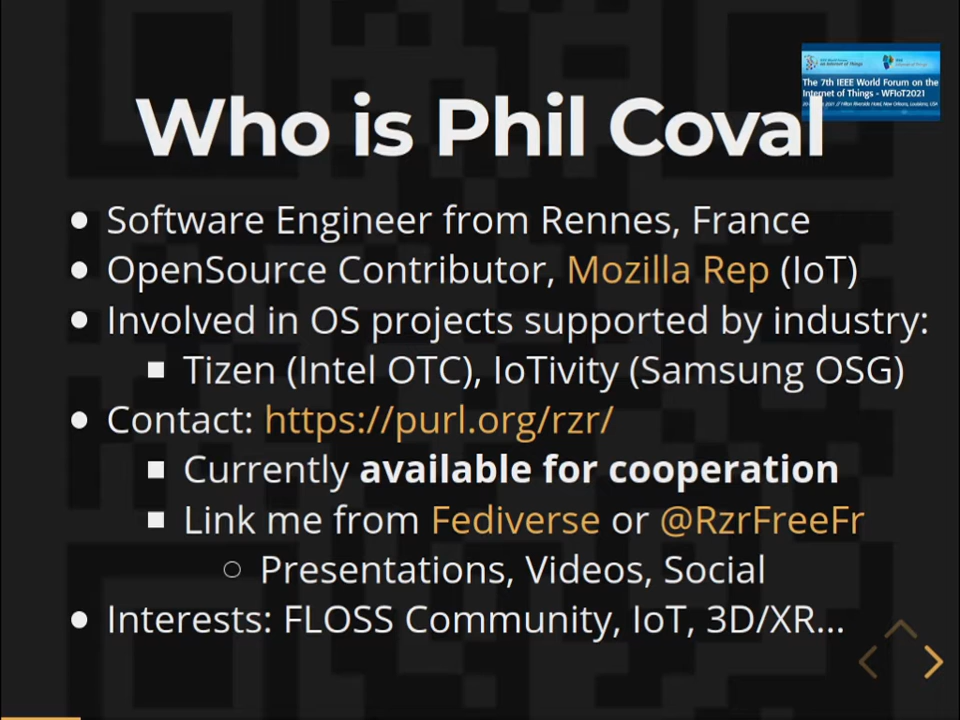 The 7th IEEE World Forum on the
Internet of Things - WFIoT2021
Who is Phil Coval
Software Engineer from Rennes, France
OpenSource Contributor, Mozilla Rep (IoT)
Involved in OS projects supported by industry:
Tizen (Intel OTC), IoTivity (Samsung OSG)
Contact: https://purl.org/rzr/
Currently available for cooperation
Link me from Fediverse or @RzrFreeFr
Presentations, Videos, Social
Interests: FLOSS Community, IoT, 3D/XR...